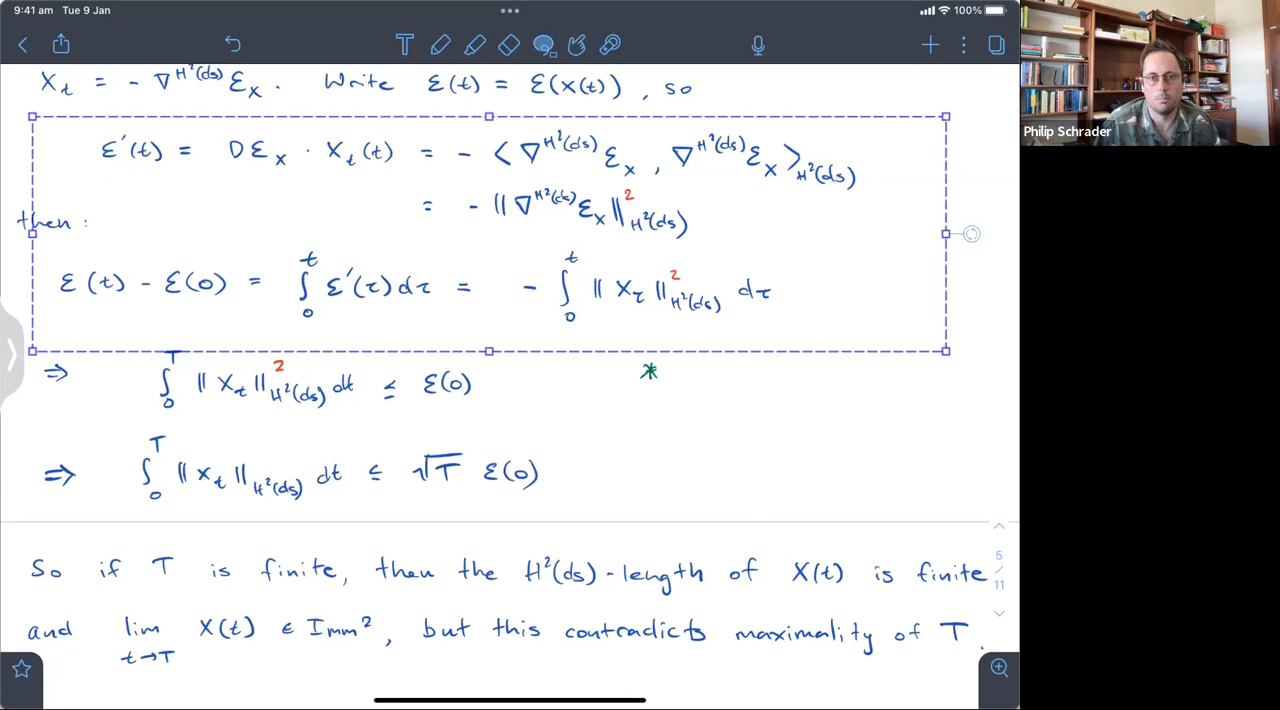 9:41 am Tue 9 Jan
100%
X_t = - ∇^{H²(ds)} ℰ_X . Write ℰ(t) = ℰ(X(t)) , so
ℰ'(t) = Dℰ_X · X_t(t) = - < ∇^{H²(ds)} ℰ_X , ∇^{H²(ds)} ℰ_X >_{H²(ds)}
= - || ∇^{H²(ds)} ℰ_X ||²_{H²(ds)}
then :
ℰ(t) - ℰ(0) = ∫_0^t ℰ'(τ) dτ = - ∫_0^t || X_τ ||²_{H²(ds)} dτ
⇒ ∫_0^T || X_t ||²_{H²(ds)} dt ≤ ℰ(0) *
⇒ ∫_0^T || X_t ||_{H²(ds)} dt ≤ √T ℰ(0)
So if T is finite, then the H²(ds)-length of X(t) is finite
and lim_{t→T} X(t) ∈ Imm² , but this contradicts maximality of T .
5
/
11
Philip Schrader